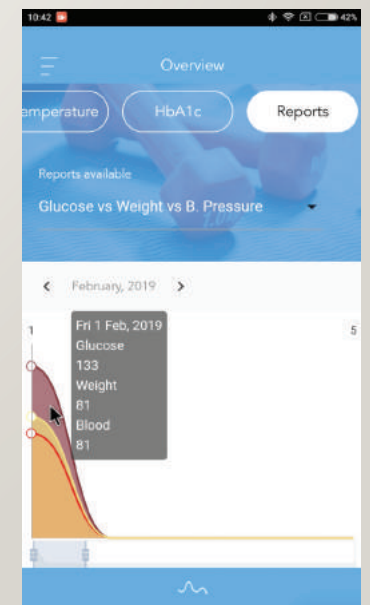 10:42 42%
Overview
emperature HbA1c Reports
Reports available
Glucose vs Weight vs B. Pressure
February, 2019
1 5
Fri 1 Feb, 2019
Glucose
133
Weight
81
Blood
81